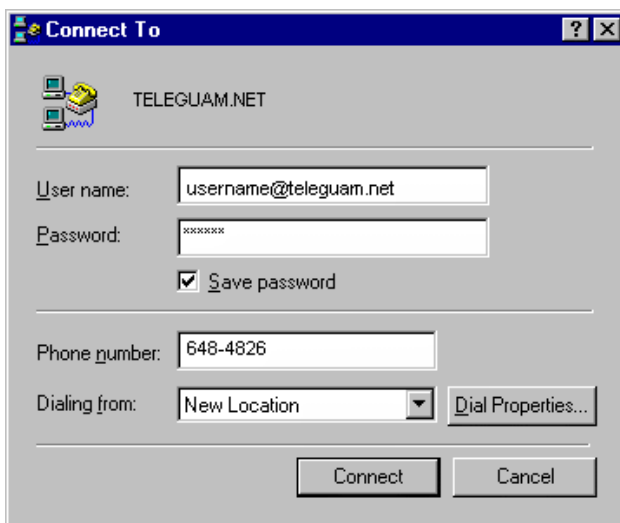 Connect To
TELEGUAM.NET
User name: username@teleguam.net
Password: ******
Save password
Phone number: 648-4826
Dialing from: New Location Dial Properties...
Connect Cancel